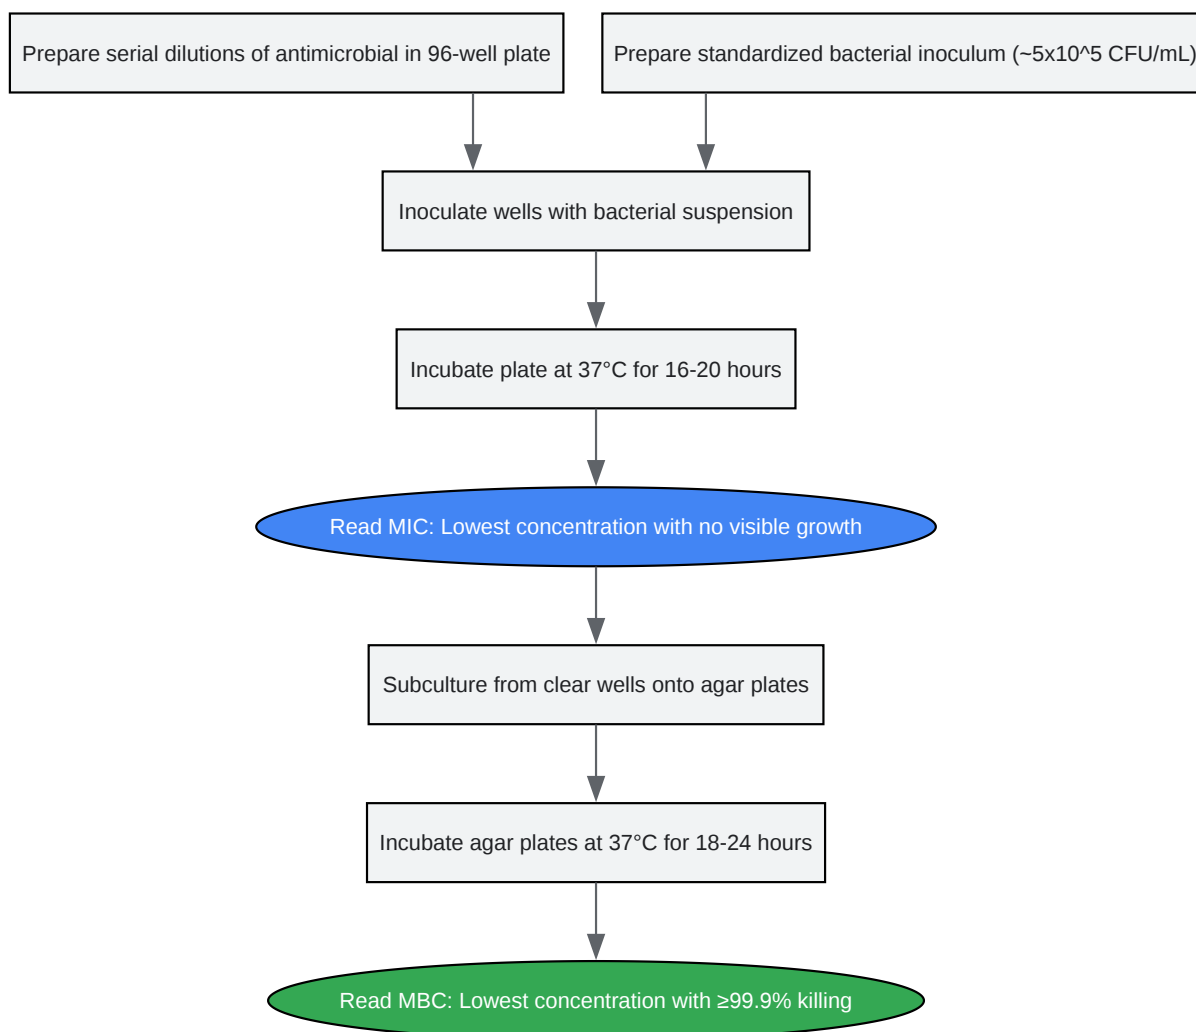 Prepare serial dilutions of antimicrobial in 96-well plate
Prepare standardized bacterial inoculum (~5x10^5 CFU/mL)
Inoculate wells with bacterial suspension
Incubate plate at 37°C for 16-20 hours
Read MIC: Lowest concentration with no visible growth
Subculture from clear wells onto agar plates
Incubate agar plates at 37°C for 18-24 hours
Read MBC: Lowest concentration with ≥99.9% killing